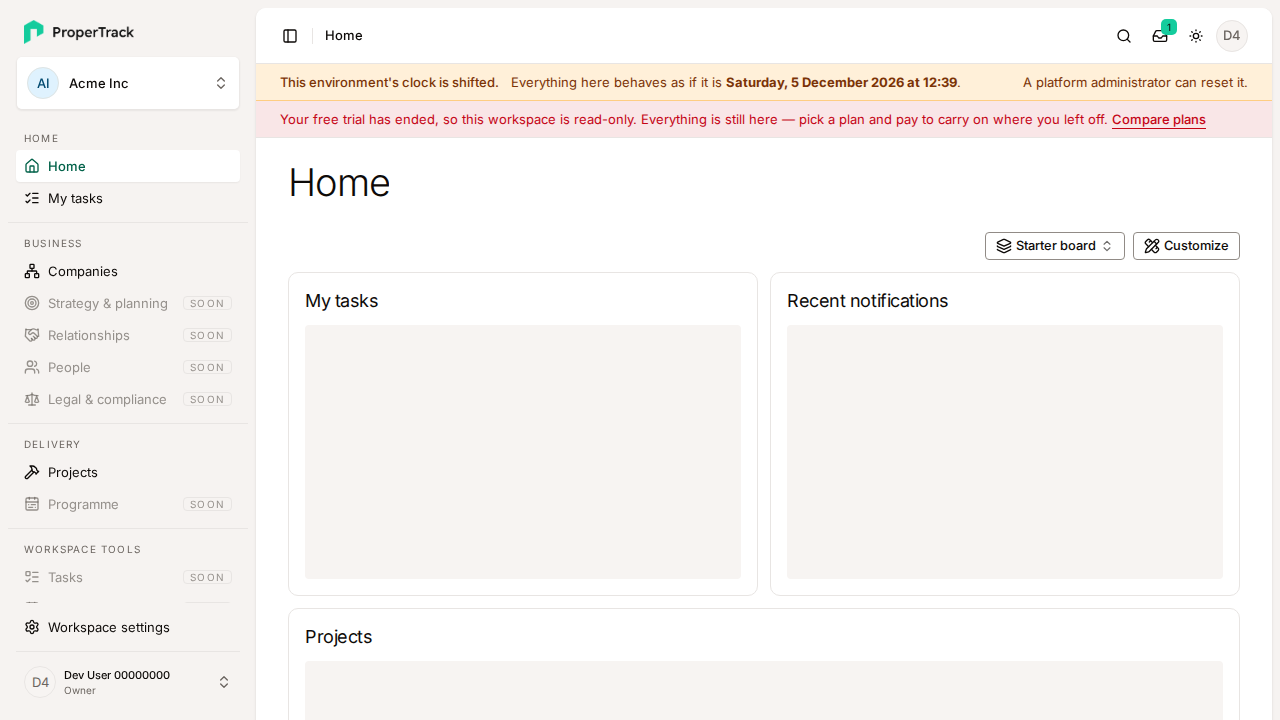 ProperTrack
AI
Acme Inc
HOME
Home
My tasks
BUSINESS
Companies
Strategy & planning SOON
Relationships SOON
People SOON
Legal & compliance SOON
DELIVERY
Projects
Programme SOON
WORKSPACE TOOLS
Tasks SOON
Workspace settings
D4
Dev User 00000000
Owner
Home
1
D4
This environment's clock is shifted. Everything here behaves as if it is Saturday, 5 December 2026 at 12:39. A platform administrator can reset it.
Your free trial has ended, so this workspace is read-only. Everything is still here — pick a plan and pay to carry on where you left off. Compare plans
Home
Starter board
Customize
My tasks
Recent notifications
Projects